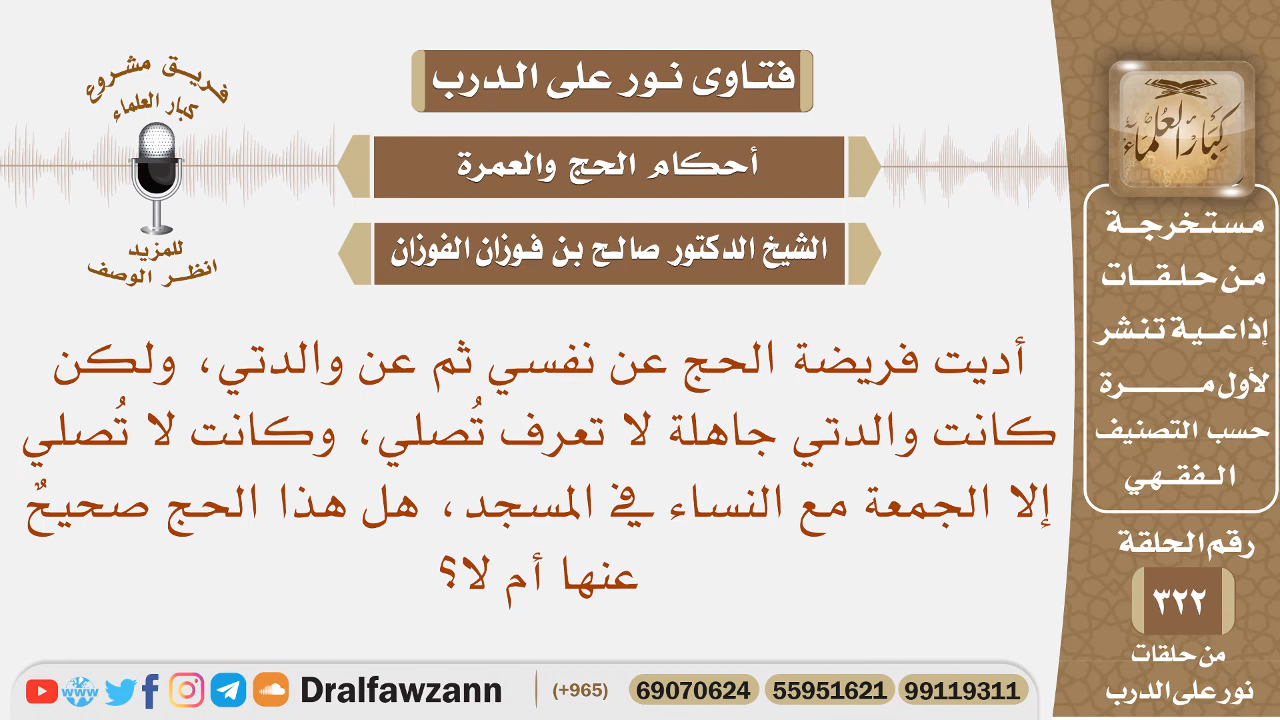 فتاوى نور على الدرب
أحكام الحج والعمرة
الشيخ الدكتور صالح بن فوزان الفوزان
فريق مشروع
كبار العلماء
للمزيد
انظر الوصف
أديت فريضة الحج عن نفسي ثم عن والدتي، ولكن
كانت والدتي جاهلة لا تعرف تُصلي، وكانت لا تُصلي
إلا الجمعة مع النساء في المسجد، هل هذا الحج صحيحٌ
عنها أم لا؟
كبار العلماء
مستخرجة
من حلقات
إذاعية تنشر
لأول مرة
حسب التصنيف
الفقهي
رقم الحلقة
٣٢٢
من حلقات
نور على الدرب
www
Dralfawzann
(+965) 69070624 55951621 99119311